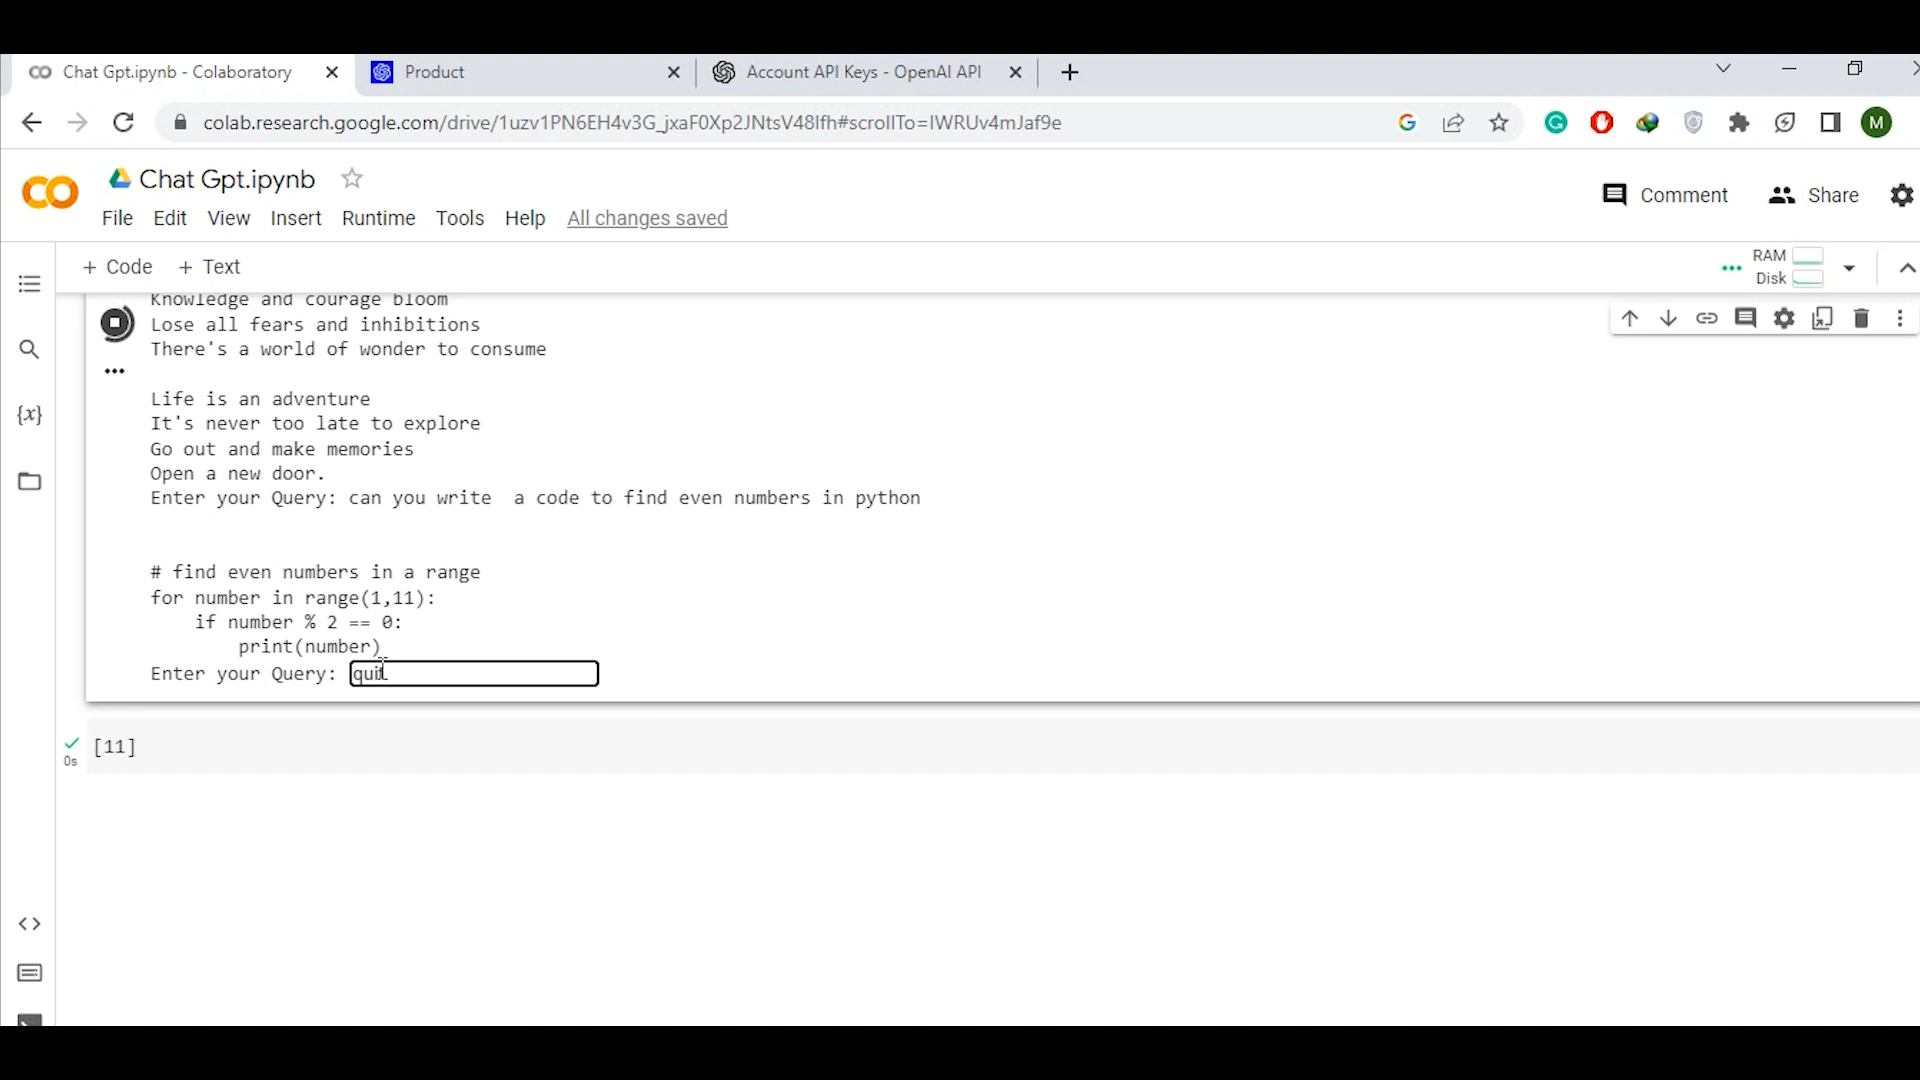 Chat Gpt.ipynb - Colaboratory
Product
Account API Keys - OpenAI API
colab.research.google.com/drive/1uzv1PN6EH4v3G_jxaF0Xp2JNtsV48Ifh#scrollTo=IWRUv4mJaf9e
M
Chat Gpt.ipynb
Comment
Share
File Edit View Insert Runtime Tools Help All changes saved
+ Code + Text
RAM
Disk
Knowledge and courage bloom
Lose all fears and inhibitions
There's a world of wonder to consume
Life is an adventure
It's never too late to explore
Go out and make memories
Open a new door.
Enter your Query: can you write  a code to find even numbers in python
# find even numbers in a range
for number in range(1,11):
    if number % 2 == 0:
        print(number)
Enter your Query: quit
[11]
0s
{x}